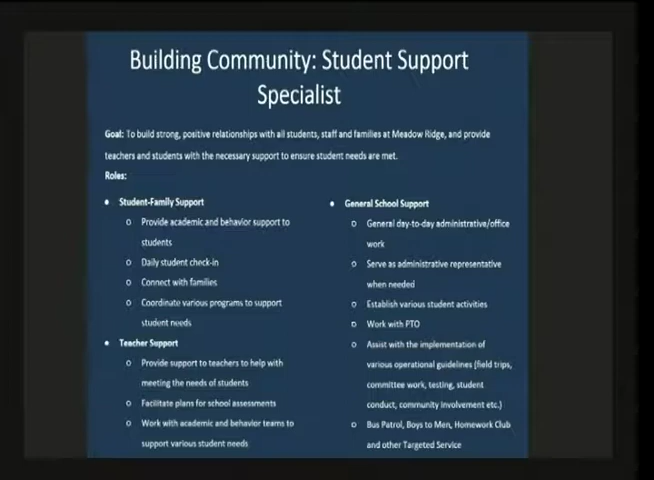 Building Community: Student Support
Specialist
Goal: To build strong, positive relationships with all students, staff and families at Meadow Ridge, and provide
teachers and students with the necessary support to ensure student needs are met.
Roles:
● Student-Family Support
o Provide academic and behavior support to
students
o Daily student check-in
o Connect with families
o Coordinate various programs to support
student needs
● Teacher Support
o Provide support to teachers to help with
meeting the needs of students
o Facilitate plans for school assessments
o Work with academic and behavior teams to
support various student needs
● General School Support
o General day-to-day administrative/office
work
o Serve as administrative representative
when needed
o Establish various student activities
o Work with PTO
o Assist with the implementation of
various operational guidelines (field trips,
committee work, testing, student
conduct, community involvement etc.)
o Bus Patrol, Boys to Men, Homework Club
and other Targeted Service